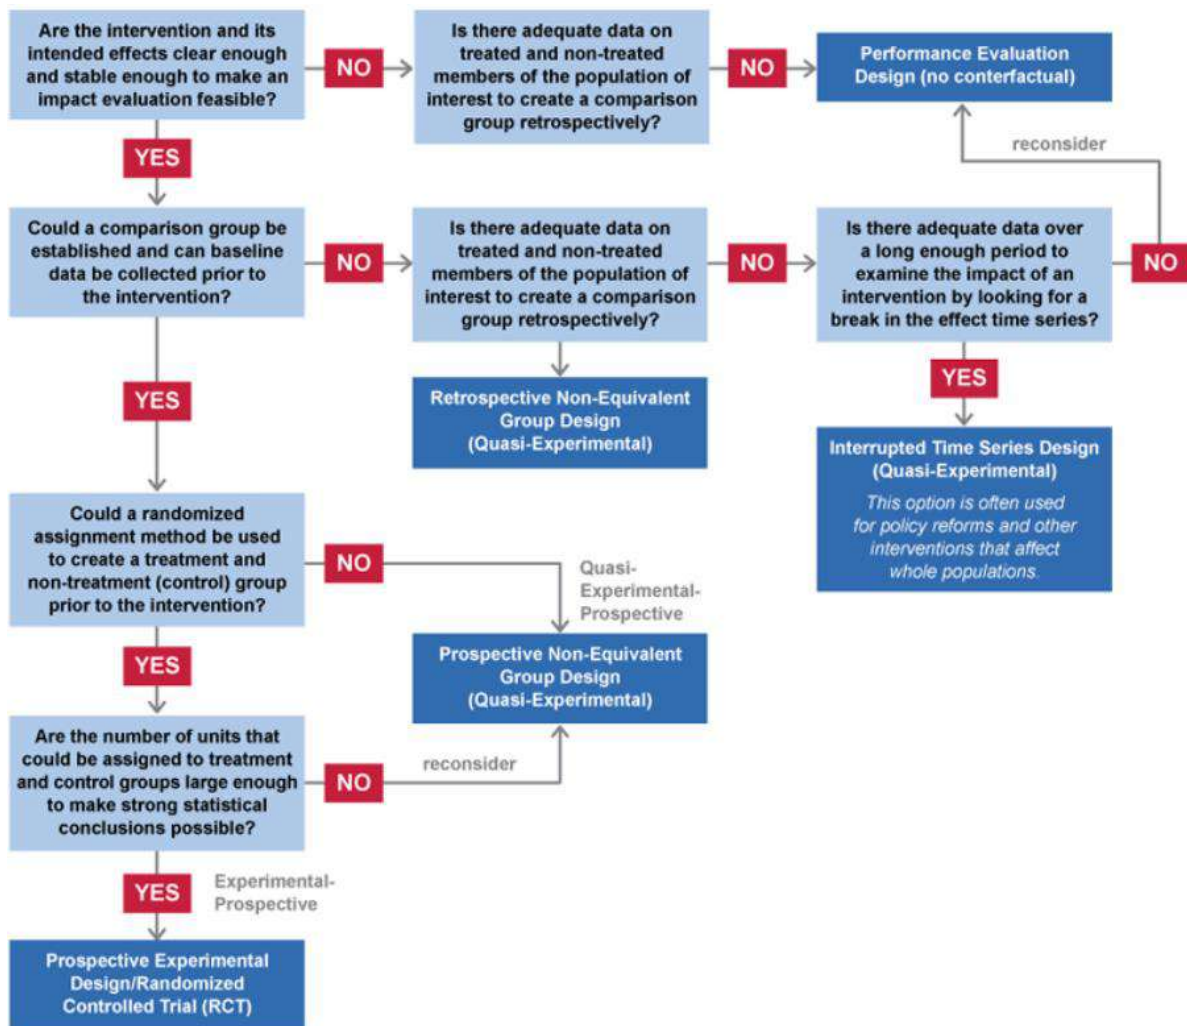 Are the intervention and its
intended effects clear enough
and stable enough to make an
impact evaluation feasible?
NO
Is there adequate data on
treated and non-treated
members of the population of
interest to create a comparison
group retrospectively?
NO
Performance Evaluation
Design (no conterfactual)
reconsider
YES
Could a comparison group be
established and can baseline
data be collected prior to
the intervention?
NO
Is there adequate data on
treated and non-treated
members of the population of
interest to create a comparison
group retrospectively?
NO
Is there adequate data over
a long enough period to
examine the impact of an
intervention by looking for a
break in the effect time series?
NO
YES
Retrospective Non-Equivalent
Group Design
(Quasi-Experimental)
YES
Interrupted Time Series Design
(Quasi-Experimental)
This option is often used
for policy reforms and other
interventions that affect
whole populations.
Could a randomized
assignment method be used
to create a treatment and
non-treatment (control) group
prior to the intervention?
NO
Quasi-
Experimental-
Prospective
YES
Prospective Non-Equivalent
Group Design
(Quasi-Experimental)
Are the number of units that
could be assigned to treatment
and control groups large enough
to make strong statistical
conclusions possible?
NO
reconsider
YES
Experimental-
Prospective
Prospective Experimental
Design/Randomized
Controlled Trial (RCT)